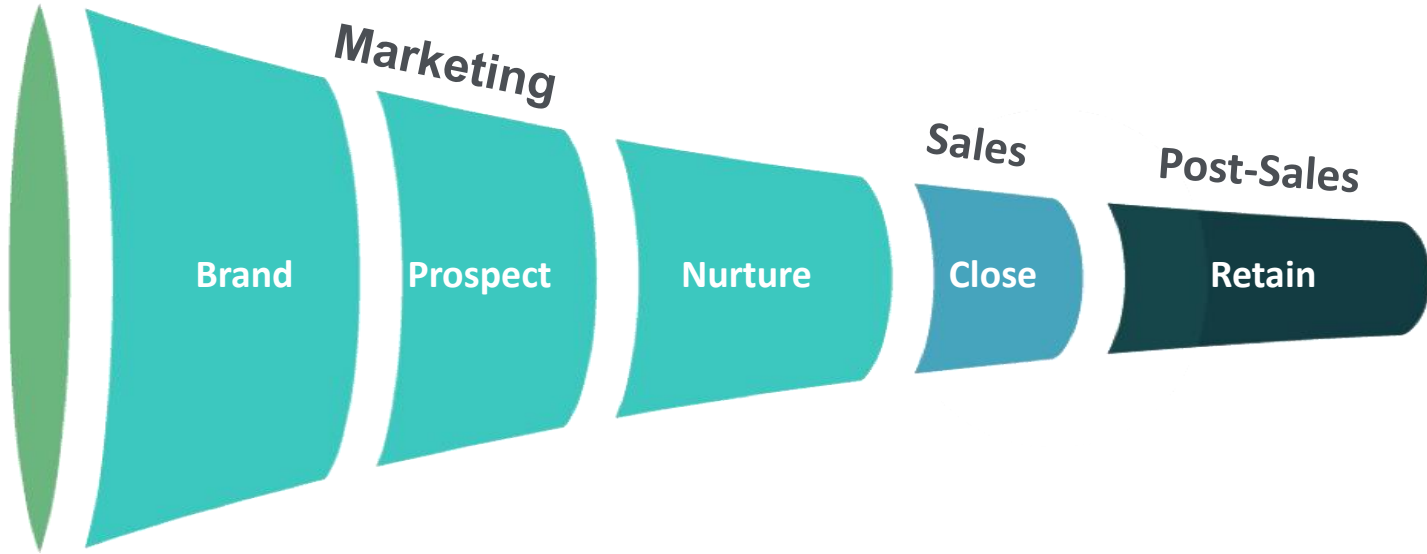 Marketing
Sales
Post-Sales
Brand
Prospect
Nurture
Close
Retain